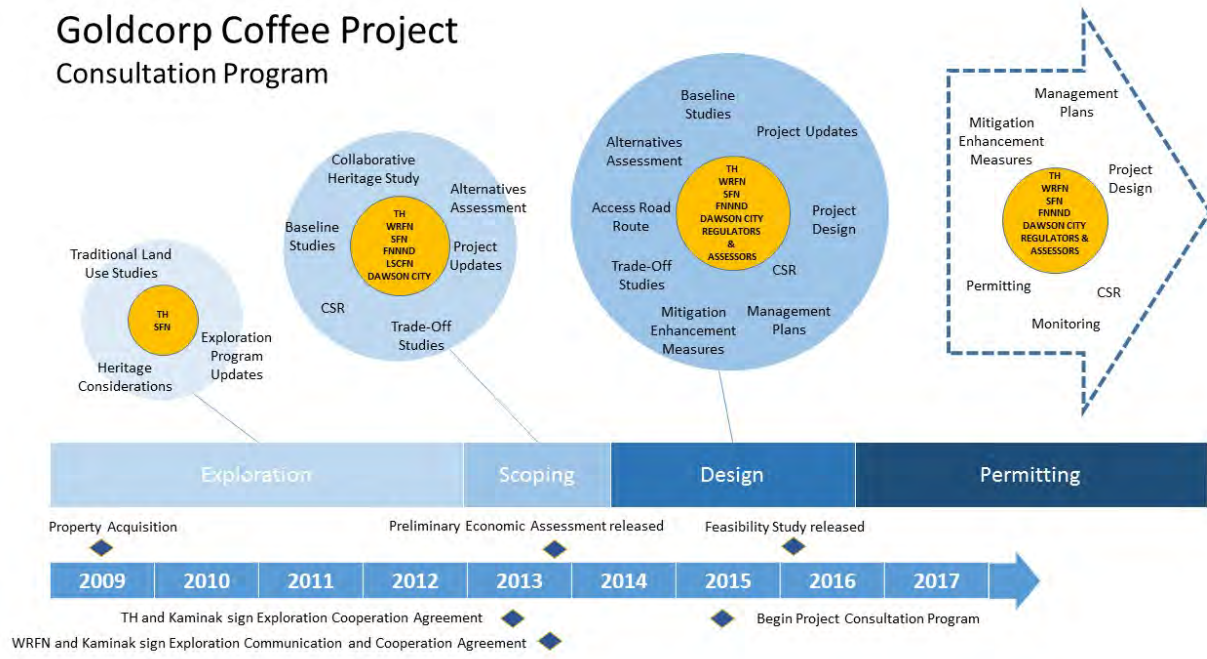 Goldcorp Coffee Project
Consultation Program
Traditional Land
Use Studies
TH
SFN
Exploration
Program
Updates
Heritage
Considerations
Collaborative
Heritage Study
Alternatives
Assessment
Baseline
Studies
TH
WRFN
SFN
FNNND
LSCFN
DAWSON CITY
Project
Updates
CSR
Trade-Off
Studies
Baseline
Studies
Project Updates
Alternatives
Assessment
TH
WRFN
SFN
FNNND
DAWSON CITY
REGULATORS
&
ASSESSORS
Access Road
Route
Project
Design
Trade-Off
Studies
CSR
Mitigation
Enhancement
Measures
Management
Plans
Management
Plans
Mitigation
Enhancement
Measures
Project
Design
TH
WRFN
SFN
FNNND
DAWSON CITY
REGULATORS &
ASSESSORS
Permitting
CSR
Monitoring
Exploration
Scoping
Design
Permitting
Property Acquisition
Preliminary Economic Assessment released
Feasibility Study released
2009
2010
2011
2012
2013
2014
2015
2016
2017
TH and Kaminak sign Exploration Cooperation Agreement
Begin Project Consultation Program
WRFN and Kaminak sign Exploration Communication and Cooperation Agreement